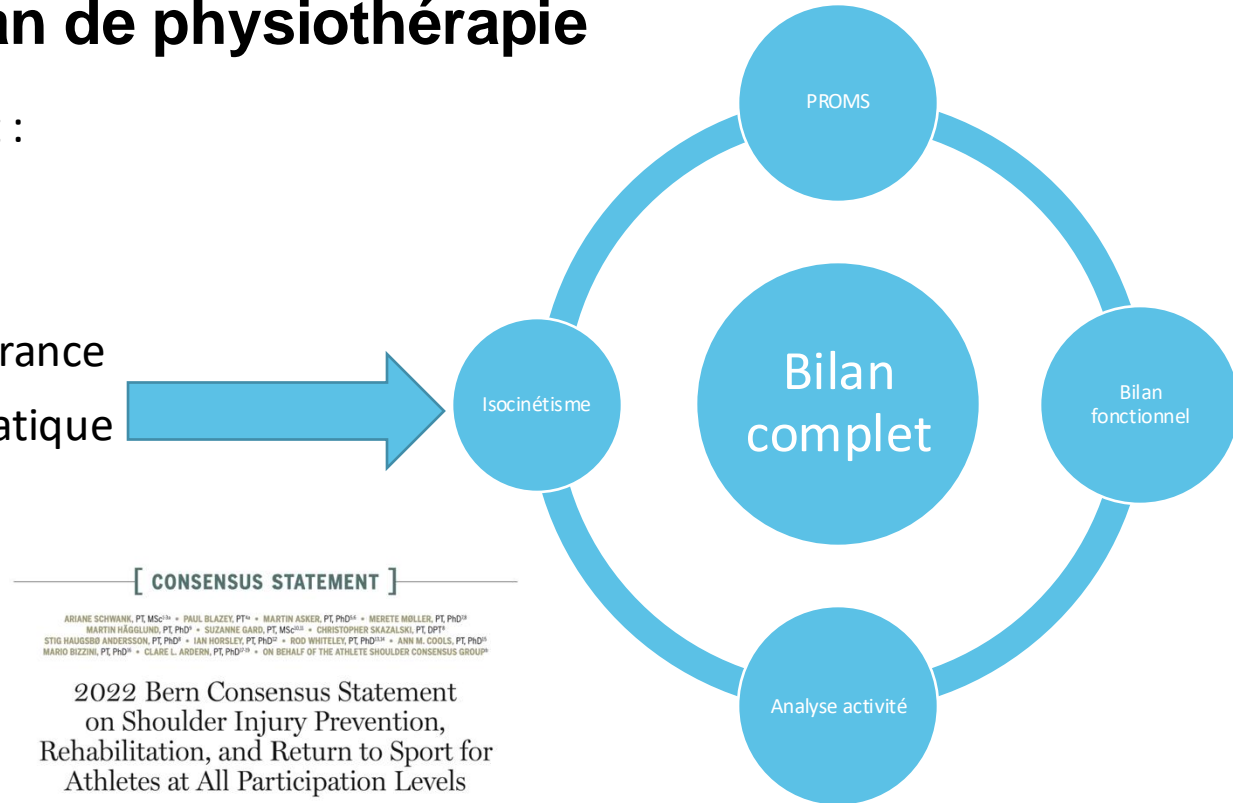 an de physiothérapie
:
rance
atique
PROMS
Isocinétisme
Bilan
complet
Bilan
fonctionnel
Analyse activité
[ CONSENSUS STATEMENT ]
2022 Bern Consensus Statement
on Shoulder Injury Prevention,
Rehabilitation, and Return to Sport for
Athletes at All Participation Levels